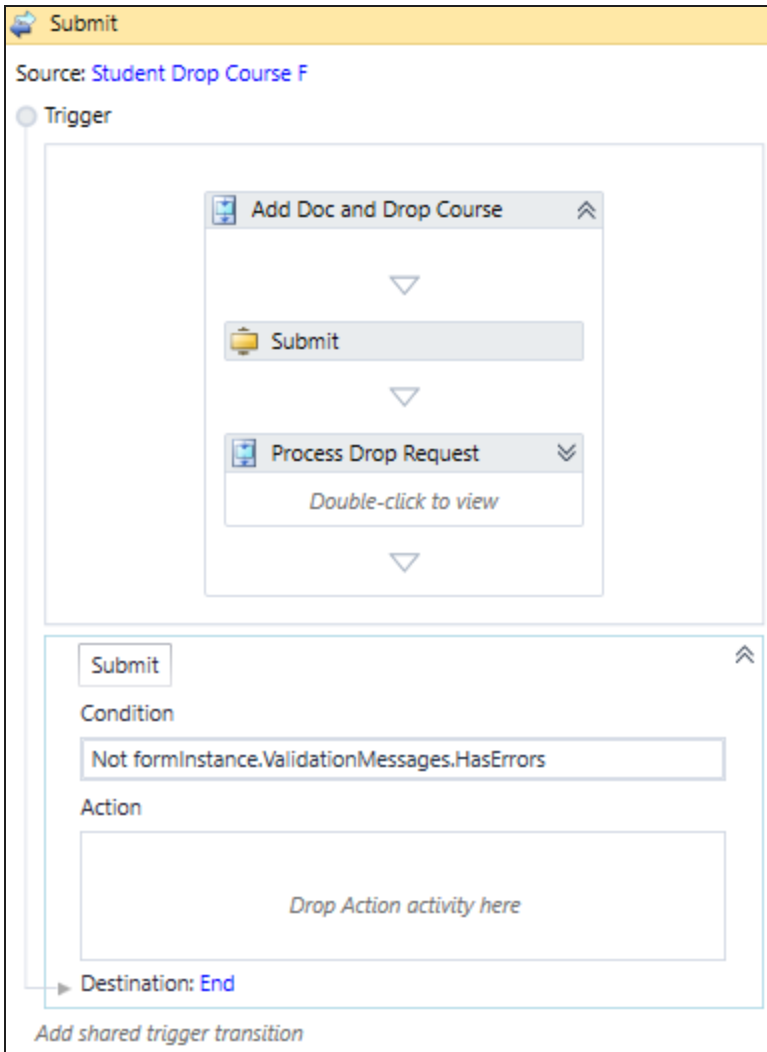 Submit
Source: Student Drop Course F
Trigger
Add Doc and Drop Course
Submit
Process Drop Request
Double-click to view
Submit
Condition
Not formInstance.ValidationMessages.HasErrors
Action
Drop Action activity here
Destination: End
Add shared trigger transition